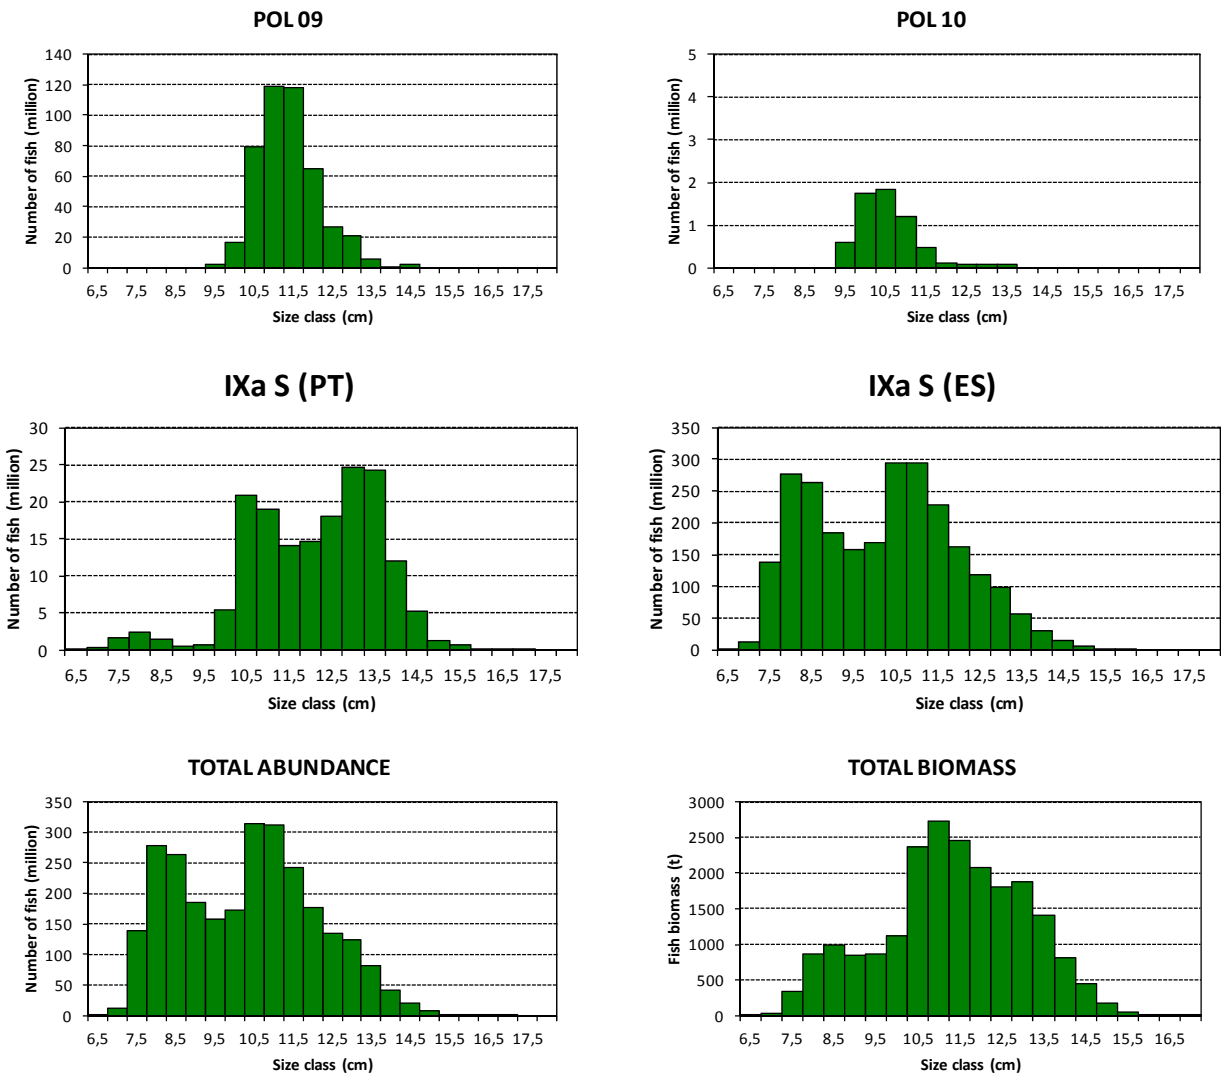 POL 09
Number of fish (million)
140
120
100
80
60
40
20
0
6,5 7,5 8,5 9,5 10,5 11,5 12,5 13,5 14,5 15,5 16,5 17,5
Size class (cm)
POL 10
Number of fish (million)
5
4
3
2
1
0
6,5 7,5 8,5 9,5 10,5 11,5 12,5 13,5 14,5 15,5 16,5 17,5
Size class (cm)
IXa S (PT)
Number of fish (million)
30
25
20
15
10
5
0
6,5 7,5 8,5 9,5 10,5 11,5 12,5 13,5 14,5 15,5 16,5 17,5
Size class (cm)
IXa S (ES)
Number of fish (million)
350
300
250
200
150
100
50
0
6,5 7,5 8,5 9,5 10,5 11,5 12,5 13,5 14,5 15,5 16,5 17,5
Size class (cm)
TOTAL ABUNDANCE
Number of fish (million)
350
300
250
200
150
100
50
0
6,5 7,5 8,5 9,5 10,5 11,5 12,5 13,5 14,5 15,5 16,5 17,5
Size class (cm)
TOTAL BIOMASS
Fish biomass (t)
3000
2500
2000
1500
1000
500
0
6,5 7,5 8,5 9,5 10,5 11,5 12,5 13,5 14,5 15,5 16,5
Size class (cm)